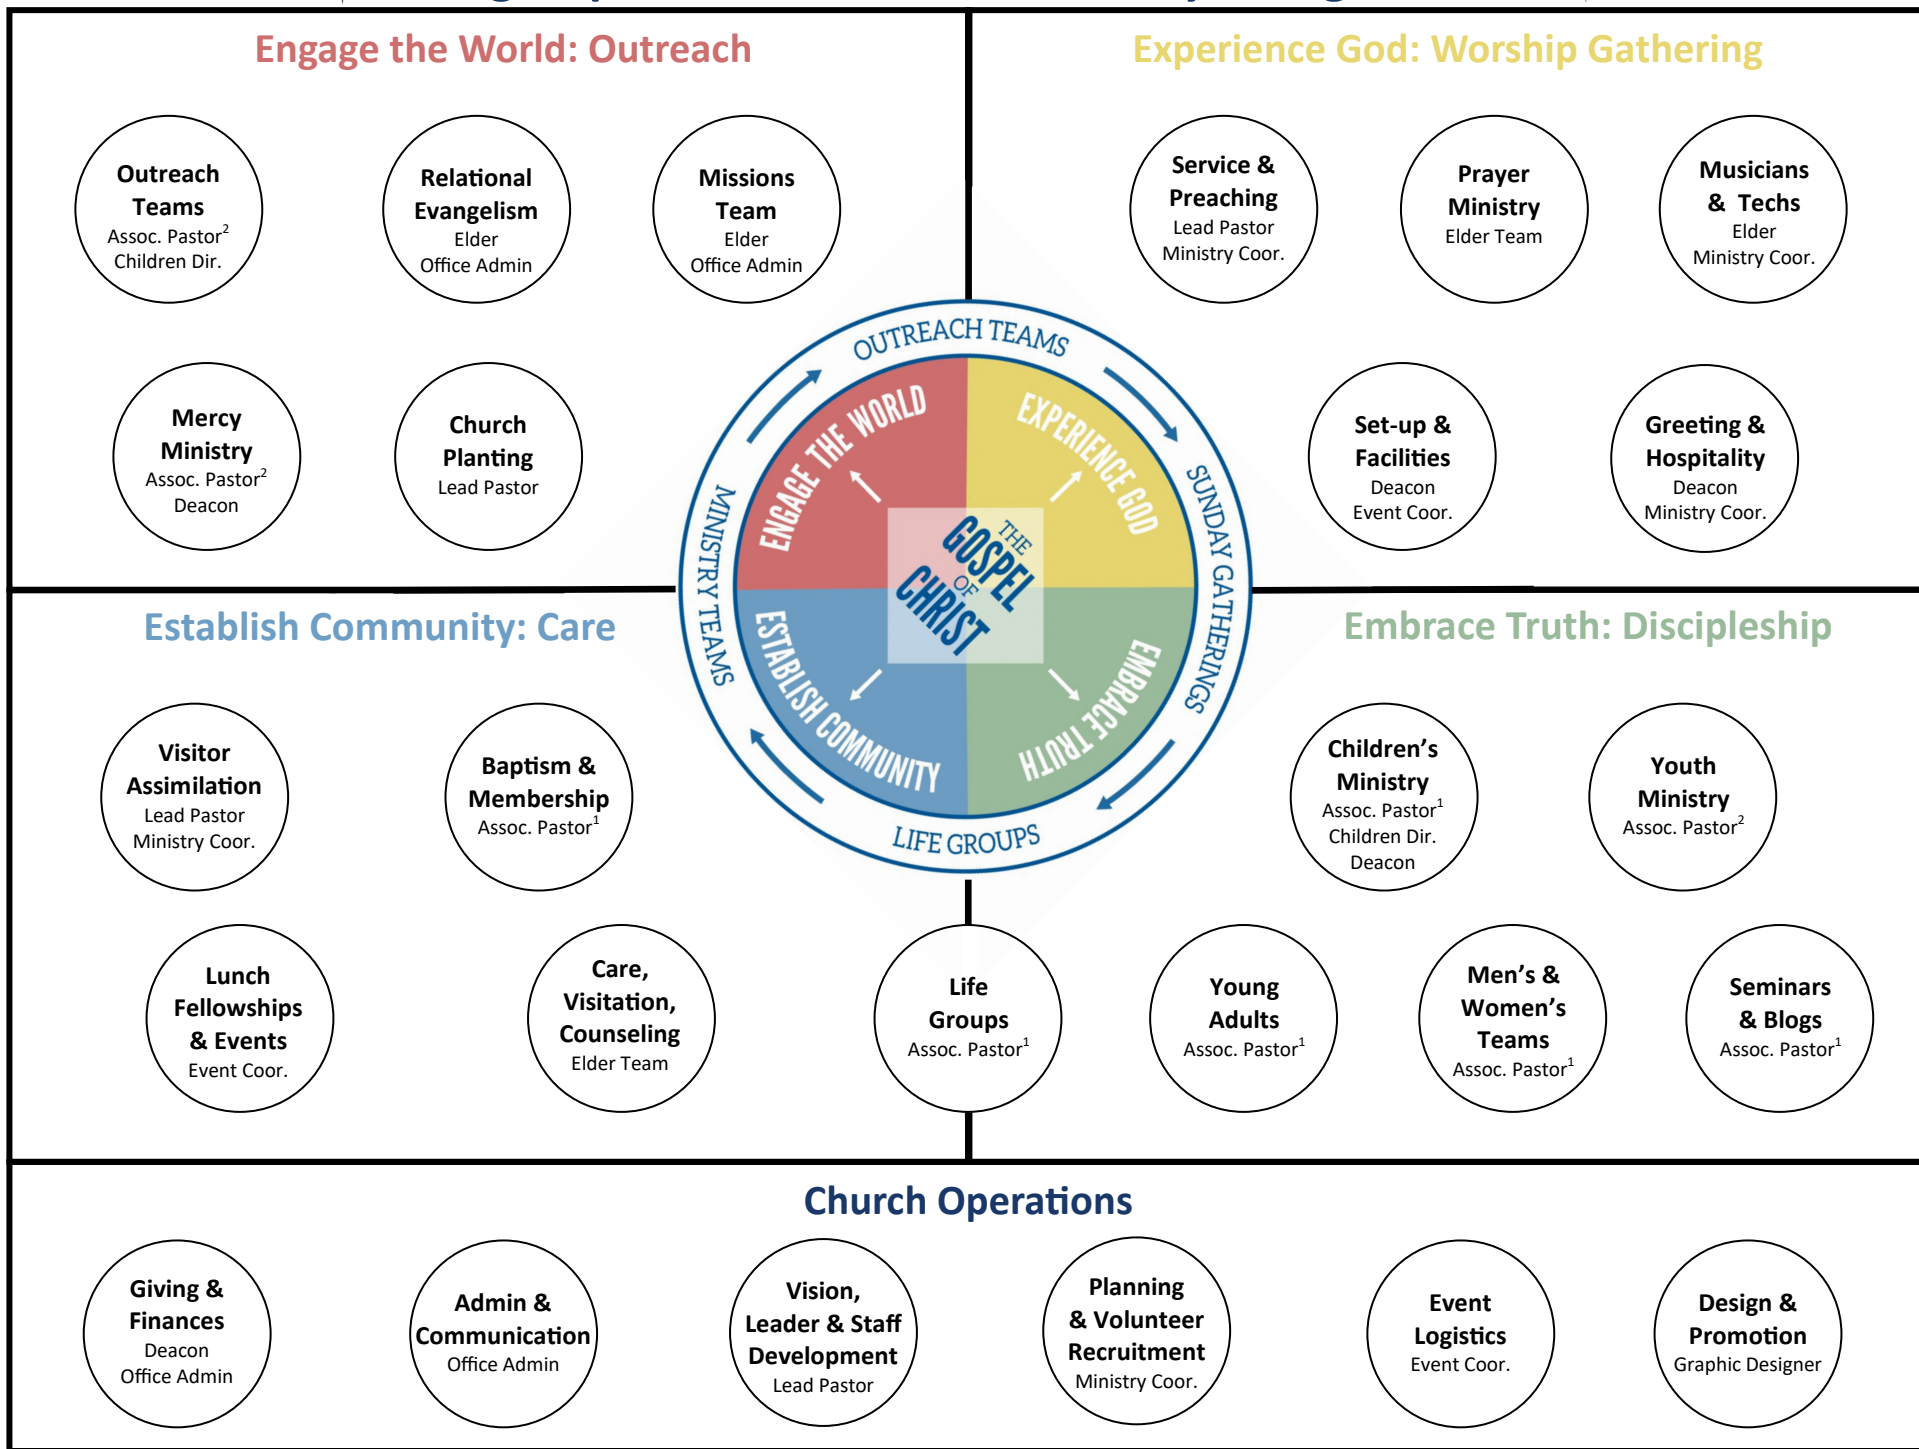 Engage the World: Outreach
Outreach
Teams
Assoc. Pastor2
Children Dir.
Relational
Evangelism
Elder
Office Admin
Missions
Team
Elder
Office Admin
Mercy
Ministry
Assoc. Pastor2
Deacon
Church
Planting
Lead Pastor
Experience God: Worship Gathering
Service &
Preaching
Lead Pastor
Ministry Coor.
Prayer
Ministry
Elder Team
Musicians
& Techs
Elder
Ministry Coor.
Set-up &
Facilities
Deacon
Event Coor.
Greeting &
Hospitality
Deacon
Ministry Coor.
OUTREACH TEAMS
SUNDAY GATHERINGS
LIFE GROUPS
MINISTRY TEAMS
ENGAGE THE WORLD
EXPERIENCE GOD
EMBRACE TRUTH
ESTABLISH COMMUNITY
THE
GOSPEL
OF
CHRIST
Establish Community: Care
Visitor
Assimilation
Lead Pastor
Ministry Coor.
Baptism &
Membership
Assoc. Pastor1
Lunch
Fellowships
& Events
Event Coor.
Care,
Visitation,
Counseling
Elder Team
Life
Groups
Assoc. Pastor1
Embrace Truth: Discipleship
Children's
Ministry
Assoc. Pastor1
Children Dir.
Deacon
Youth
Ministry
Assoc. Pastor2
Young
Adults
Assoc. Pastor1
Men's &
Women's
Teams
Assoc. Pastor1
Seminars
& Blogs
Assoc. Pastor1
Church Operations
Giving &
Finances
Deacon
Office Admin
Admin &
Communication
Office Admin
Vision,
Leader & Staff
Development
Lead Pastor
Planning
& Volunteer
Recruitment
Ministry Coor.
Event
Logistics
Event Coor.
Design &
Promotion
Graphic Designer